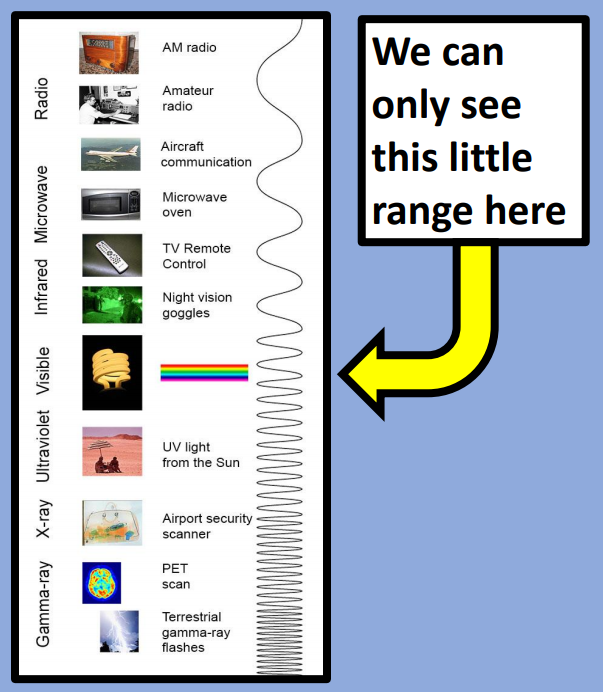 Radio
AM radio
Amateur
radio
Aircraft
communication
Microwave
Microwave
oven
Infrared
TV Remote
Control
Night vision
goggles
Visible
Ultraviolet
UV light
from the Sun
X-ray
Airport security
scanner
Gamma-ray
PET
scan
Terrestrial
gamma-ray
flashes
We can
only see
this little
range here